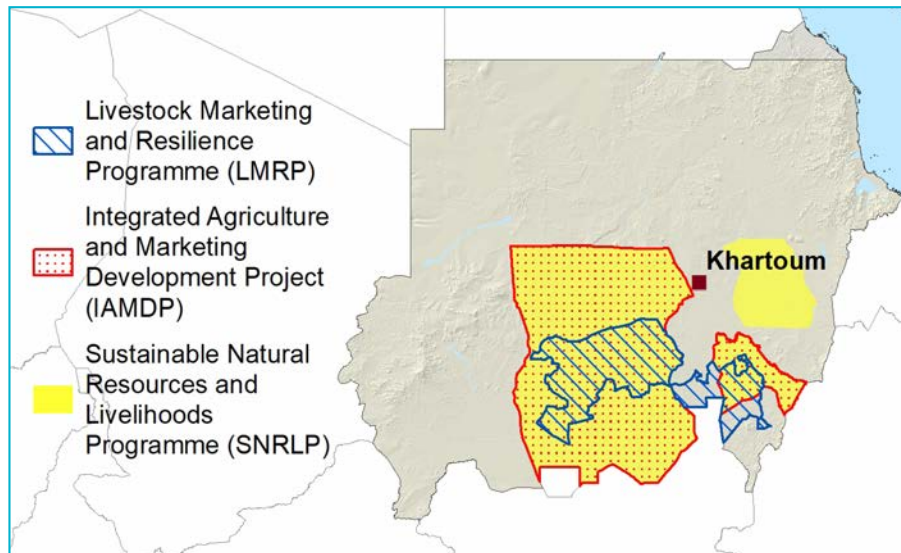 Livestock Marketing
and Resilience
Programme (LMRP)
Integrated Agriculture
and Marketing
Development Project
(IAMDP)
Sustainable Natural
Resources and
Livelihoods
Programme (SNRLP)
Khartoum